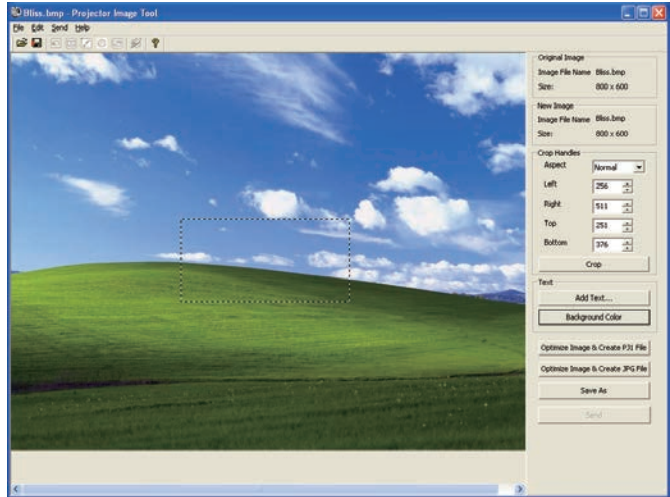 Bliss.bmp - Projector Image Tool
File Edit Send Help
Original Image
Image File Name Bliss.bmp
Size: 800 x 600
New Image
Image File Name Bliss.bmp
Size: 800 x 600
Crop Handles
Aspect Normal
Left 256
Right 511
Top 251
Bottom 376
Crop
Text
Add Text...
Background Color
Optimize Image & Create PJI File
Optimize Image & Create JPG File
Save As
Send